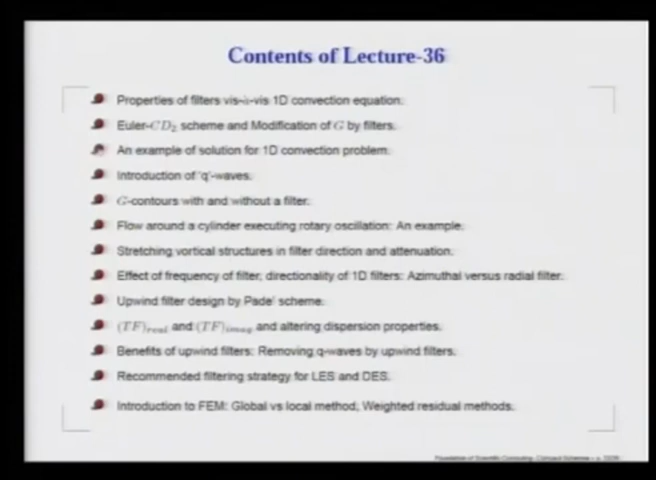 Contents of Lecture-36
Properties of filters vis-à-vis 1D convection equation.
Euler-CD₂ scheme and Modification of G by filters.
An example of solution for 1D convection problem.
Introduction of 'q'-waves.
G-contours with and without a filter.
Flow around a cylinder executing rotary oscillation: An example.
Stretching vortical structures in filter direction and attenuation.
Effect of frequency of filter, directionality of 1D filters: Azimuthal versus radial filter.
Upwind filter design by Pade' scheme.
(TF)real and (TF)imag and altering dispersion properties.
Benefits of upwind filters: Removing q-waves by upwind filters.
Recommended filtering strategy for LES and DES.
Introduction to FEM: Global vs local method; Weighted residual methods.
Foundation of Scientific Computing